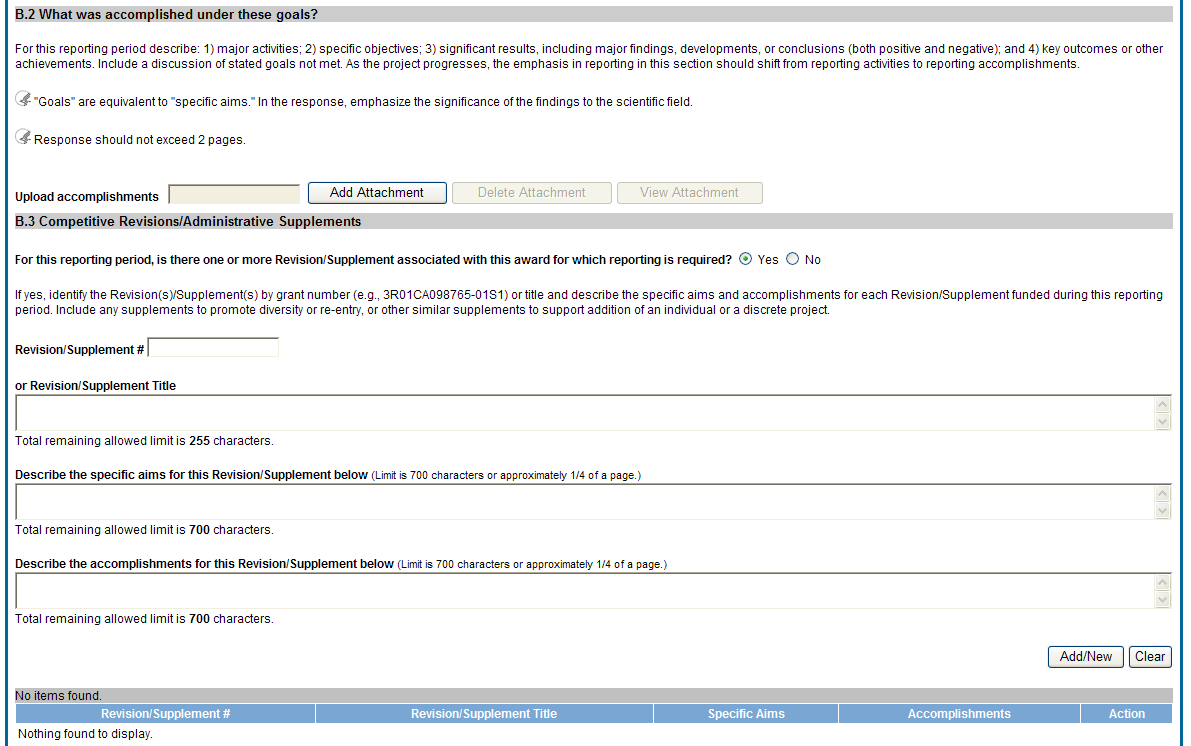 B.2 What was accomplished under these goals?
For this reporting period describe: 1) major activities; 2) specific objectives; 3) significant results, including major findings, developments, or conclusions (both positive and negative); and 4) key outcomes or other
achievements. Include a discussion of stated goals not met. As the project progresses, the emphasis in reporting in this section should shift from reporting activities to reporting accomplishments.
"Goals" are equivalent to "specific aims." In the response, emphasize the significance of the findings to the scientific field.
Response should not exceed 2 pages.
Upload accomplishments Add Attachment Delete Attachment View Attachment
B.3 Competitive Revisions/Administrative Supplements
For this reporting period, is there one or more Revision/Supplement associated with this award for which reporting is required? Yes No
If yes, identify the Revision(s)/Supplement(s) by grant number (e.g., 3R01CA098765-01S1) or title and describe the specific aims and accomplishments for each Revision/Supplement funded during this reporting
period. Include any supplements to promote diversity or re-entry, or other similar supplements to support addition of an individual or a discrete project.
Revision/Supplement #
or Revision/Supplement Title
Total remaining allowed limit is 255 characters.
Describe the specific aims for this Revision/Supplement below (Limit is 700 characters or approximately 1/4 of a page.)
Total remaining allowed limit is 700 characters.
Describe the accomplishments for this Revision/Supplement below (Limit is 700 characters or approximately 1/4 of a page.)
Total remaining allowed limit is 700 characters.
Add/New Clear
No items found.
Revision/Supplement # Revision/Supplement Title Specific Aims Accomplishments Action
Nothing found to display.